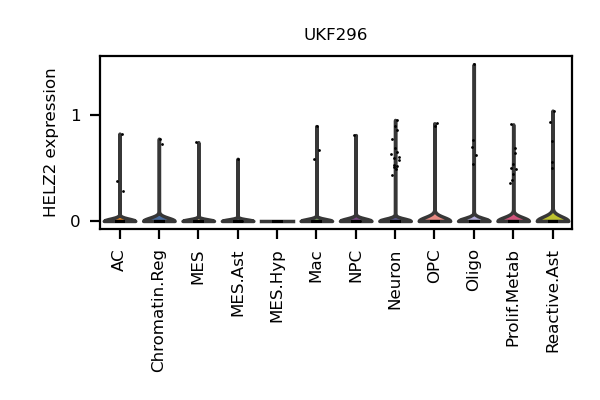 UKF296
HELZ2 expression
1
0
AC
Chromatin.Reg
MES
MES.Ast
MES.Hyp
Mac
NPC
Neuron
OPC
Oligo
Prolif.Metab
Reactive.Ast